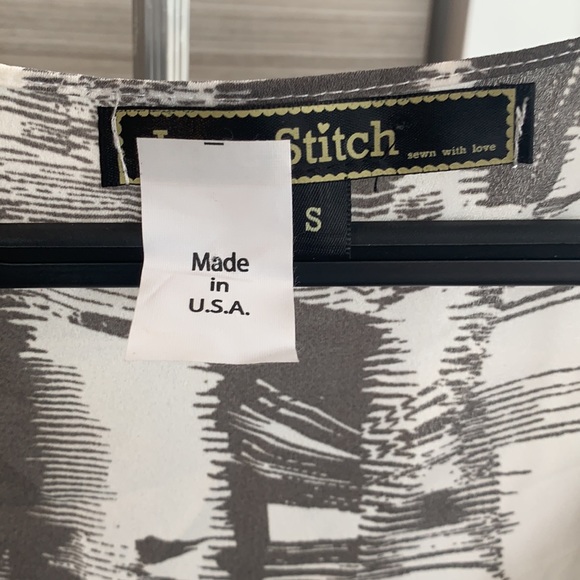 Stitch
sewn with love
S
Made
in
U.S.A.